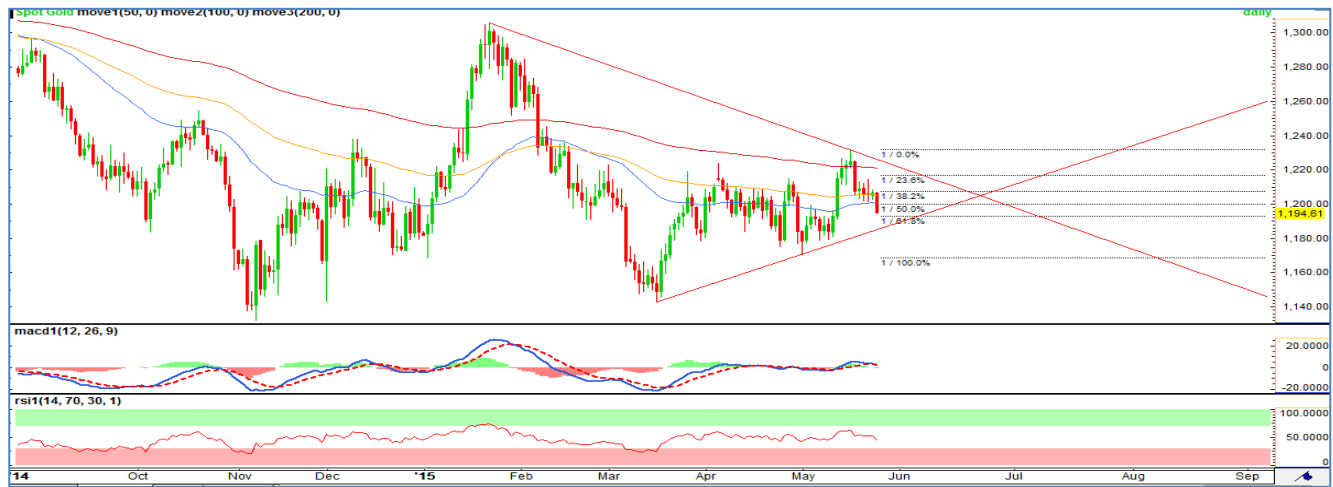 Spot Gold move1(50, 0) move2(100, 0) move3(200, 0) daily
1,300.00
1,280.00
1,260.00
1,240.00
1,220.00
1,200.00
1,194.61
1,180.00
1,160.00
1,140.00
1 / 0.0%
1 / 23.6%
1 / 38.2%
1 / 50.0%
1 / 61.8%
1 / 100.0%
macd1(12, 26, 9)
20.0000
0
-20.0000
rsi1(14, 70, 30, 1)
100.0000
50.0000
0
'14 Oct Nov Dec '15 Feb Mar Apr May Jun Jul Aug Sep